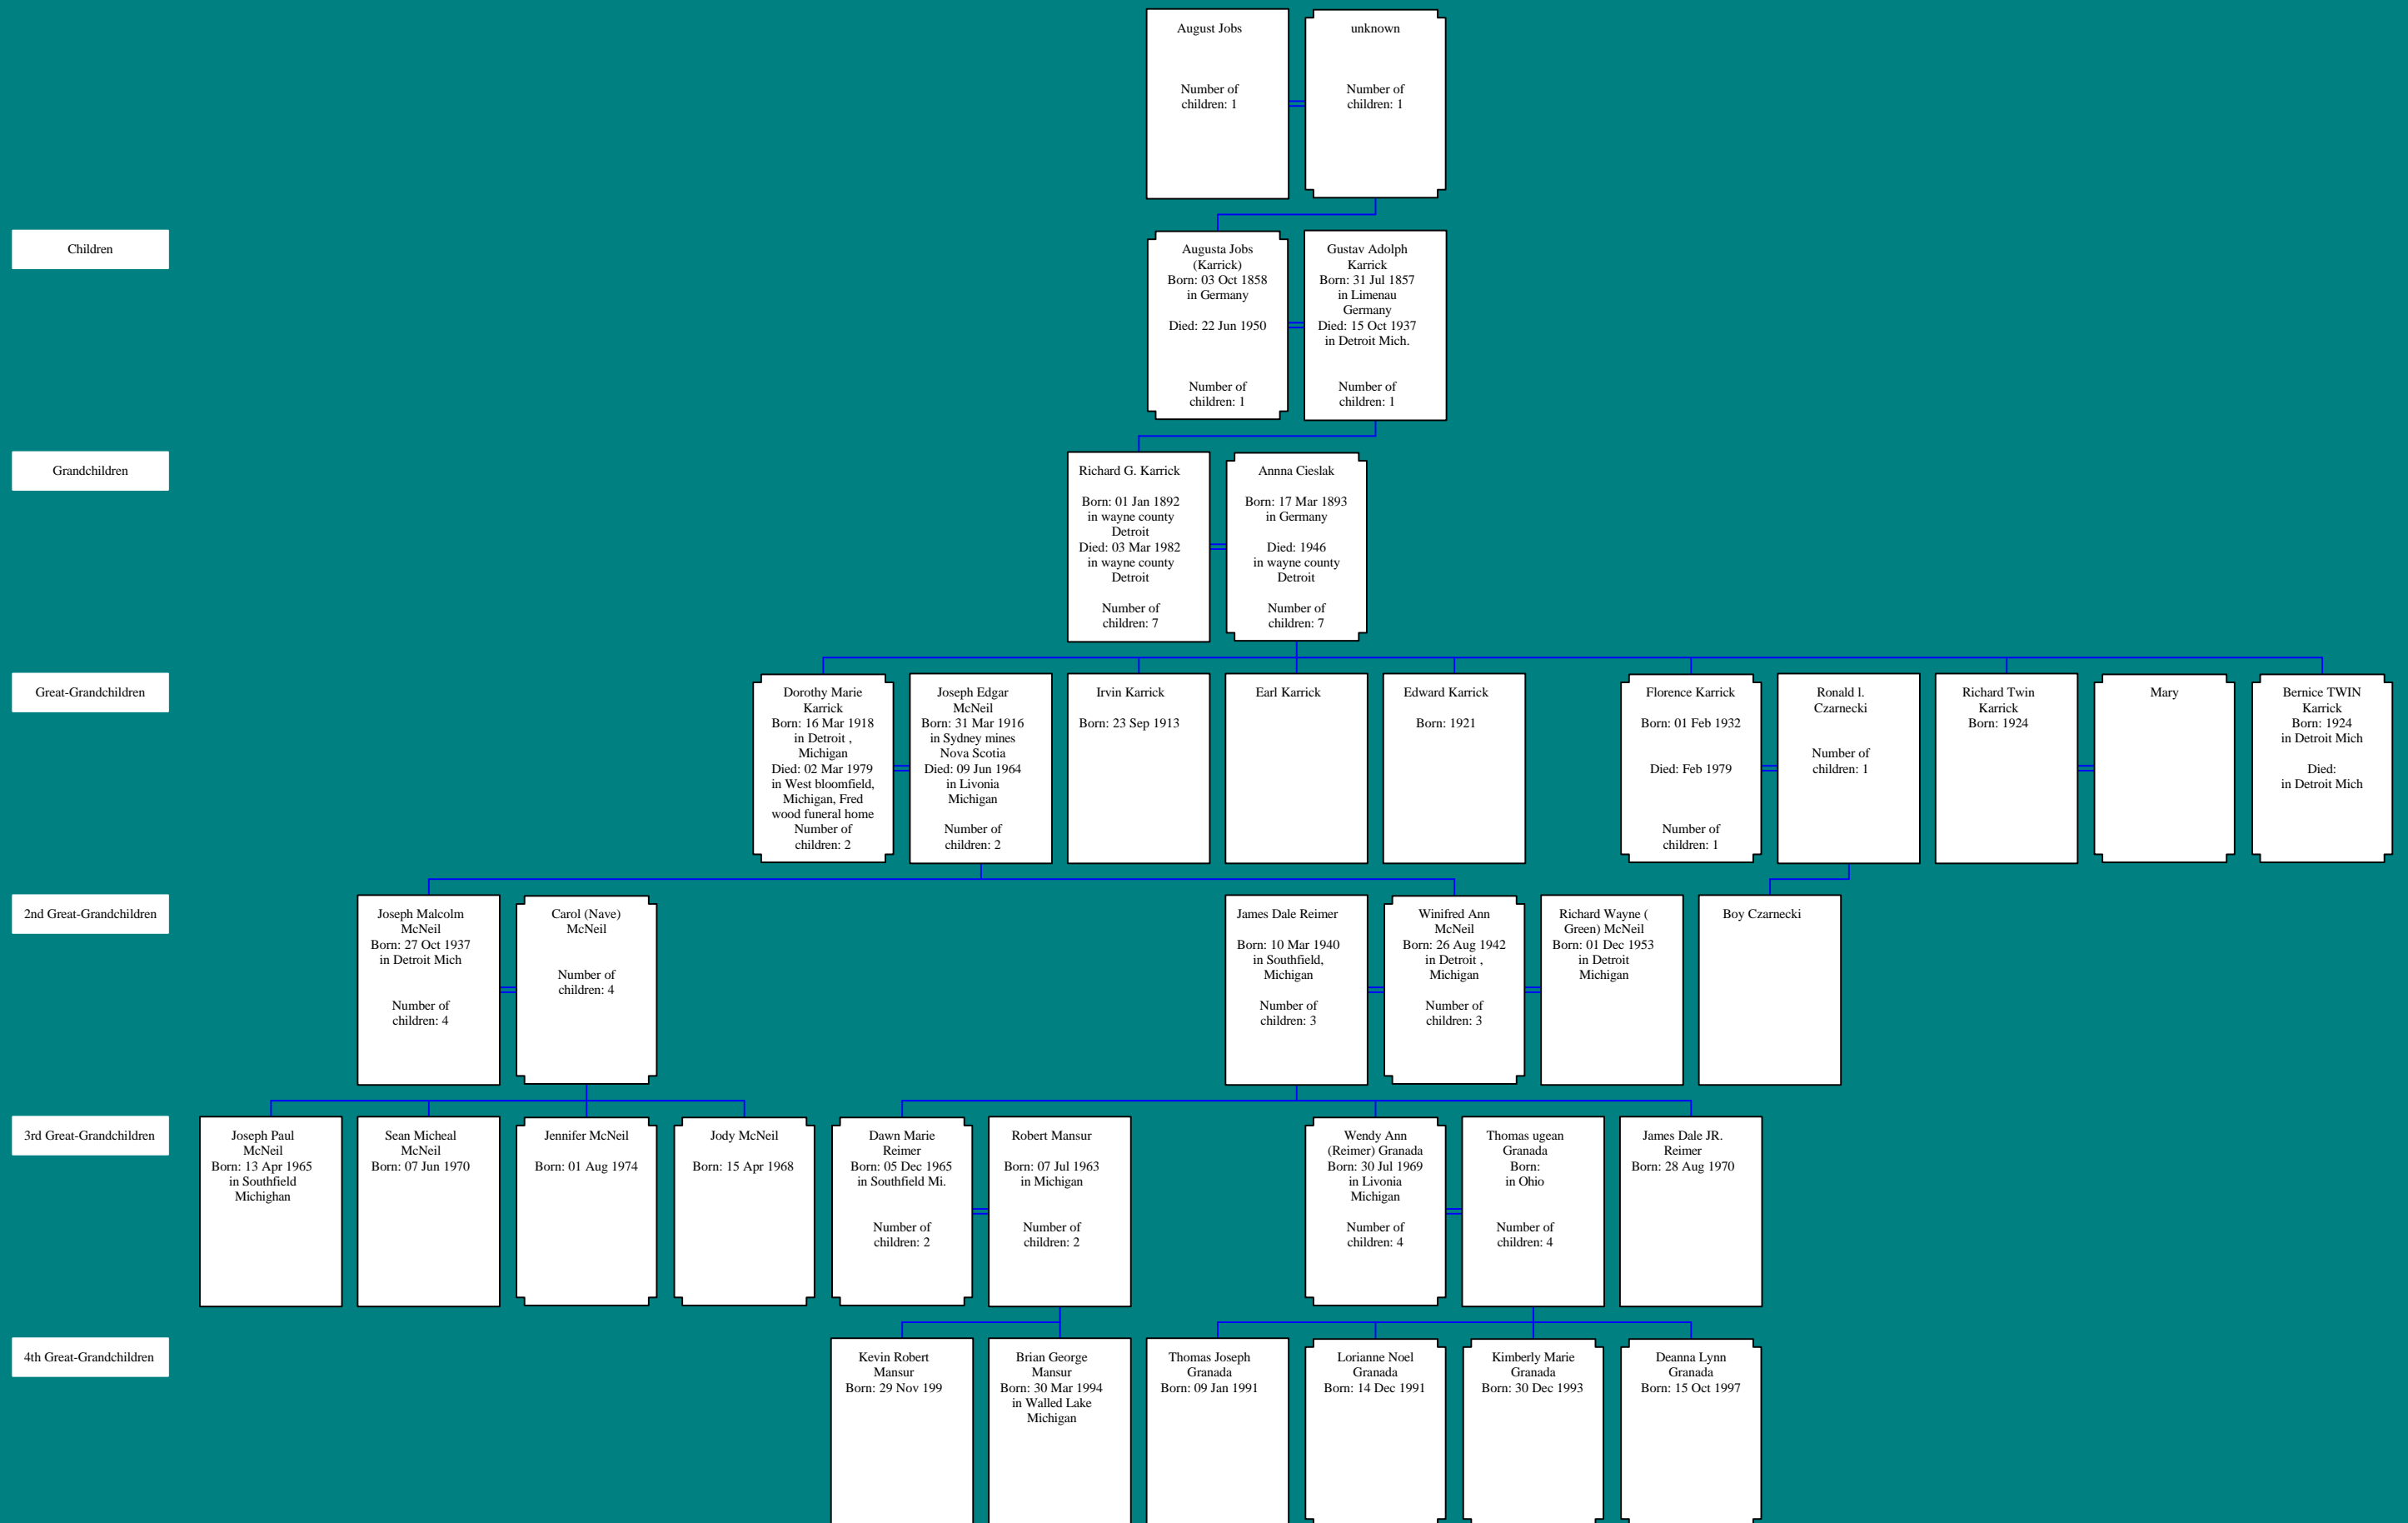 August Jobs
Number of
children: 1
unknown
Number of
children: 1
Children
Augusta Jobs
(Karrick)
Born: 03 Oct 1858
in Germany
Died: 22 Jun 1950
Number of
children: 1
Gustav Adolph
Karrick
Born: 31 Jul 1857
in Limenau
Germany
Died: 15 Oct 1937
in Detroit Mich.
Number of
children: 1
Grandchildren
Richard G. Karrick
Born: 01 Jan 1892
in wayne county
Detroit
Died: 03 Mar 1982
in wayne county
Detroit
Number of
children: 7
Annna Cieslak
Born: 17 Mar 1893
in Germany
Died: 1946
in wayne county
Detroit
Number of
children: 7
Great-Grandchildren
Dorothy Marie
Karrick
Born: 16 Mar 1918
in Detroit ,
Michigan
Died: 02 Mar 1979
in West bloomfield,
Michigan, Fred
wood funeral home
Number of
children: 2
Joseph Edgar
McNeil
Born: 31 Mar 1916
in Sydney mines
Nova Scotia
Died: 09 Jun 1964
in Livonia
Michigan
Number of
children: 2
Irvin Karrick
Born: 23 Sep 1913
Earl Karrick
Edward Karrick
Born: 1921
Florence Karrick
Born: 01 Feb 1932
Died: Feb 1979
Number of
children: 1
Ronald l.
Czarnecki
Number of
children: 1
Richard Twin
Karrick
Born: 1924
Mary
Bernice TWIN
Karrick
Born: 1924
in Detroit Mich
Died:
in Detroit Mich
2nd Great-Grandchildren
Joseph Malcolm
McNeil
Born: 27 Oct 1937
in Detroit Mich
Number of
children: 4
Carol (Nave)
McNeil
Number of
children: 4
James Dale Reimer
Born: 10 Mar 1940
in Southfield,
Michigan
Number of
children: 3
Winifred Ann
McNeil
Born: 26 Aug 1942
in Detroit ,
Michigan
Number of
children: 3
Richard Wayne (
Green) McNeil
Born: 01 Dec 1953
in Detroit
Michigan
Boy Czarnecki
3rd Great-Grandchildren
Joseph Paul
McNeil
Born: 13 Apr 1965
in Southfield
Michighan
Sean Micheal
McNeil
Born: 07 Jun 1970
Jennifer McNeil
Born: 01 Aug 1974
Jody McNeil
Born: 15 Apr 1968
Dawn Marie
Reimer
Born: 05 Dec 1965
in Southfield Mi.
Number of
children: 2
Robert Mansur
Born: 07 Jul 1963
in Michigan
Number of
children: 2
Wendy Ann
(Reimer) Granada
Born: 30 Jul 1969
in Livonia
Michigan
Number of
children: 4
Thomas ugean
Granada
Born:
in Ohio
Number of
children: 4
James Dale JR.
Reimer
Born: 28 Aug 1970
4th Great-Grandchildren
Kevin Robert
Mansur
Born: 29 Nov 199
Brian George
Mansur
Born: 30 Mar 1994
in Walled Lake
Michigan
Thomas Joseph
Granada
Born: 09 Jan 1991
Lorianne Noel
Granada
Born: 14 Dec 1991
Kimberly Marie
Granada
Born: 30 Dec 1993
Deanna Lynn
Granada
Born: 15 Oct 1997